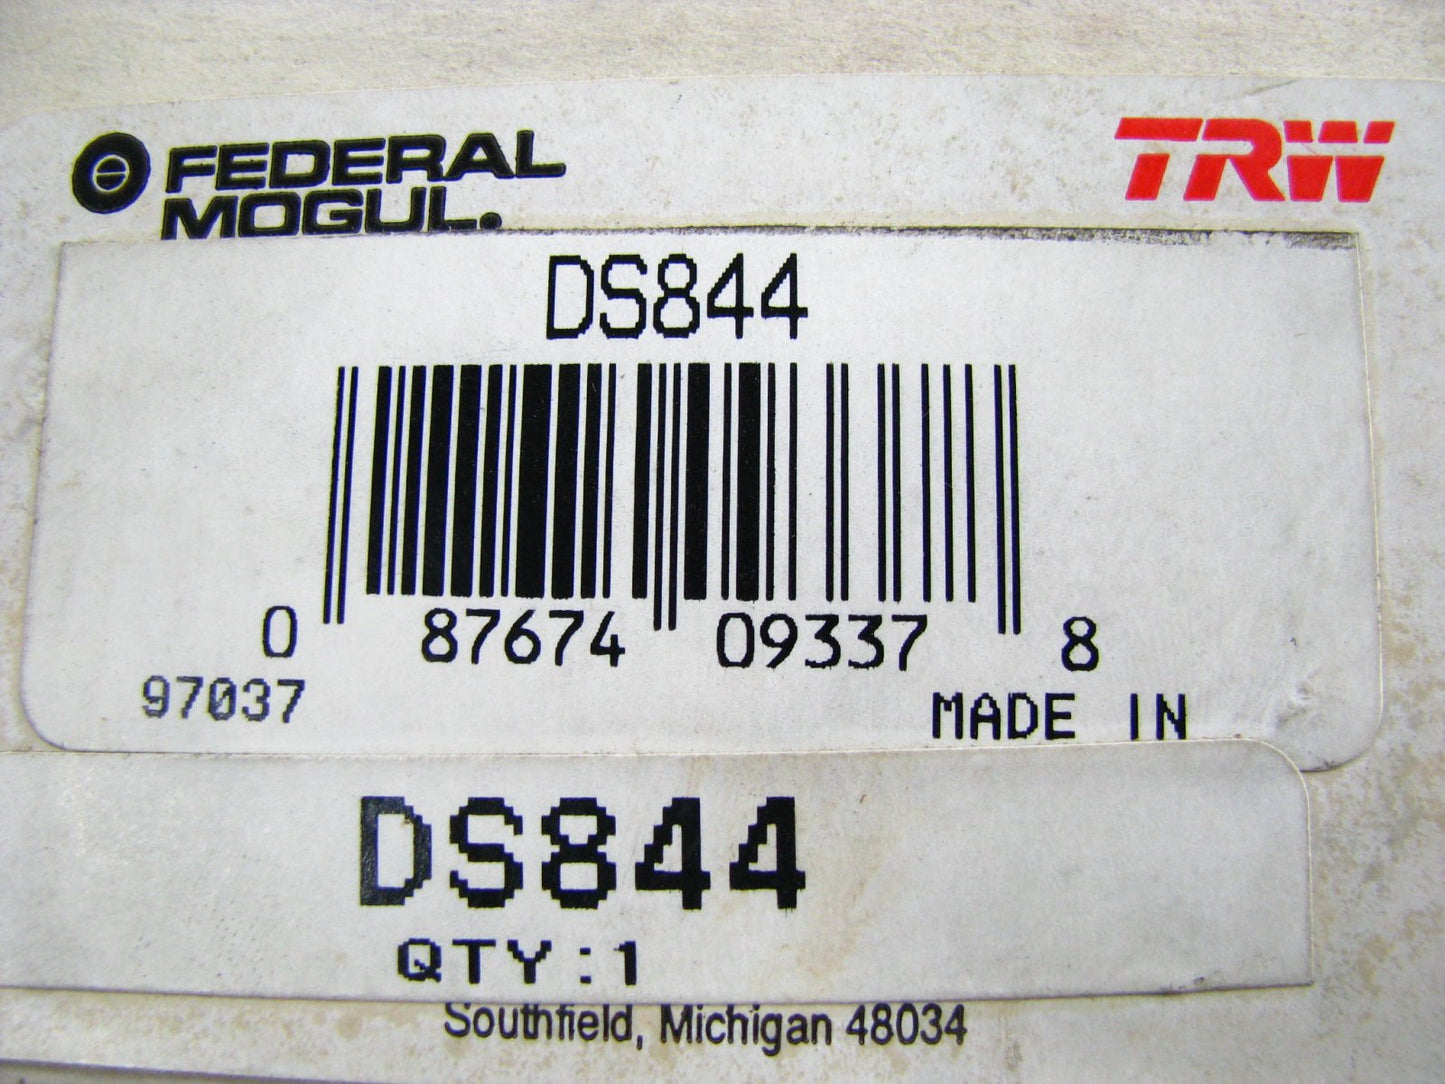 FEDERAL
MOGUL.
TRW
DS844
0 87674 09337 8
97037
MADE IN
DS844
QTY:1
Southfield, Michigan 48034